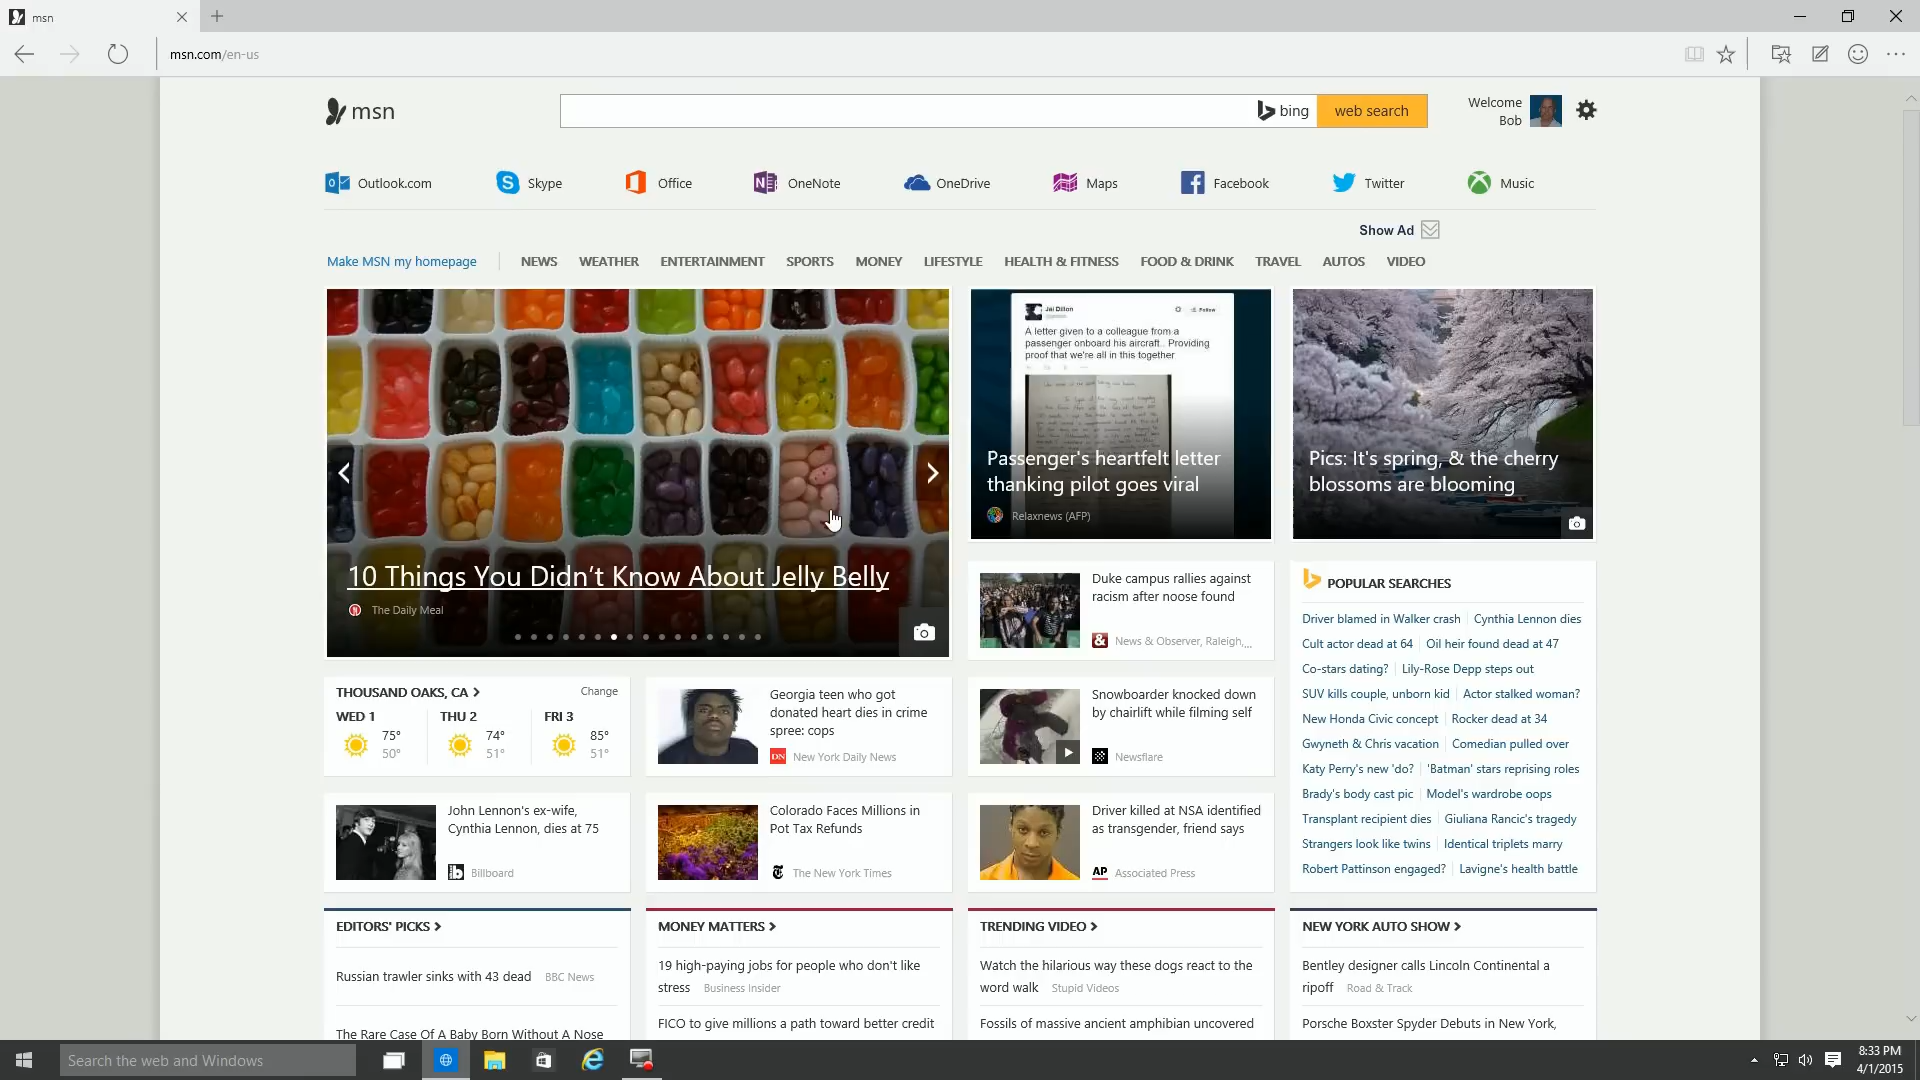 msn
msn.com/en-us
msn
bing
web search
Welcome
Bob
Outlook.com
Skype
Office
OneNote
OneDrive
Maps
Facebook
Twitter
Music
Show Ad
Make MSN my homepage
NEWS
WEATHER
ENTERTAINMENT
SPORTS
MONEY
LIFESTYLE
HEALTH & FITNESS
FOOD & DRINK
TRAVEL
AUTOS
VIDEO
10 Things You Didn’t Know About Jelly Belly
The Daily Meal
Jai Dillon
Follow
A letter given to a colleague from a
passenger onboard his aircraft.. Providing
proof that we're all in this together
Passenger's heartfelt letter
thanking pilot goes viral
Relaxnews (AFP)
Pics: It's spring, & the cherry
blossoms are blooming
Duke campus rallies against
racism after noose found
& News & Observer, Raleigh,...
POPULAR SEARCHES
Driver blamed in Walker crash Cynthia Lennon dies
Cult actor dead at 64 Oil heir found dead at 47
Co-stars dating? Lily-Rose Depp steps out
SUV kills couple, unborn kid Actor stalked woman?
New Honda Civic concept Rocker dead at 34
Gwyneth & Chris vacation Comedian pulled over
Katy Perry's new 'do? 'Batman' stars reprising roles
Brady's body cast pic Model's wardrobe oops
Transplant recipient dies Giuliana Rancic's tragedy
Strangers look like twins Identical triplets marry
Robert Pattinson engaged? Lavigne's health battle
THOUSAND OAKS, CA
Change
WED 1 THU 2 FRI 3
75° 74° 85°
50° 51° 51°
Georgia teen who got
donated heart dies in crime
spree: cops
DN New York Daily News
Snowboarder knocked down
by chairlift while filming self
Newsflare
John Lennon's ex-wife,
Cynthia Lennon, dies at 75
b Billboard
Colorado Faces Millions in
Pot Tax Refunds
The New York Times
Driver killed at NSA identified
as transgender, friend says
AP Associated Press
EDITORS' PICKS
Russian trawler sinks with 43 dead BBC News
The Rare Case Of A Baby Born Without A Nose
MONEY MATTERS
19 high-paying jobs for people who don't like
stress Business Insider
FICO to give millions a path toward better credit
TRENDING VIDEO
Watch the hilarious way these dogs react to the
word walk Stupid Videos
Fossils of massive ancient amphibian uncovered
NEW YORK AUTO SHOW
Bentley designer calls Lincoln Continental a
ripoff Road & Track
Porsche Boxster Spyder Debuts in New York,
Search the web and Windows
8:33 PM
4/1/2015